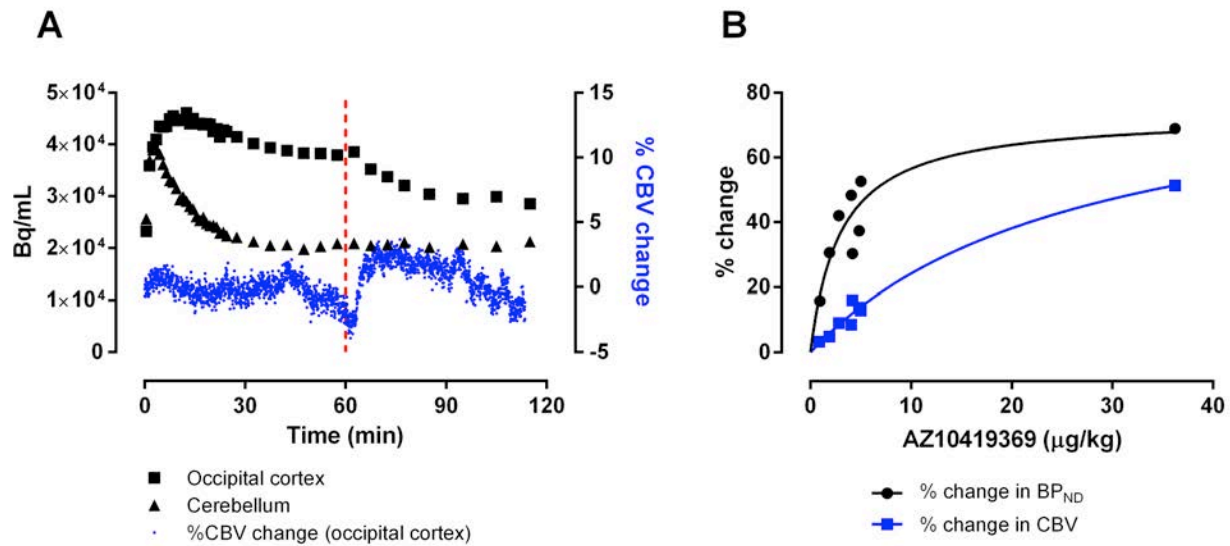 A
5×10⁴
4×10⁴
3×10⁴
2×10⁴
1×10⁴
0
Bq/mL
15
10
5
0
-5
% CBV change
0
30
60
90
120
Time (min)
Occipital cortex
Cerebellum
%CBV change (occipital cortex)
B
80
60
40
20
0
% change
0
10
20
30
40
AZ10419369 (μg/kg)
% change in BP_ND
% change in CBV